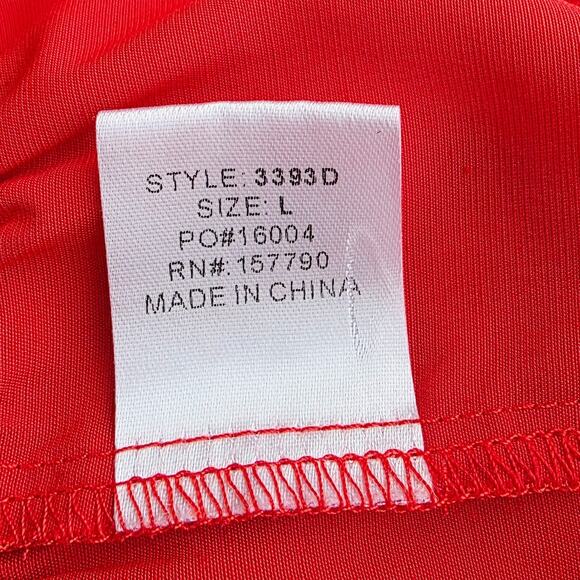 STYLE: 3393D
SIZE: L
PO#16004
RN#: 157790
MADE IN CHINA